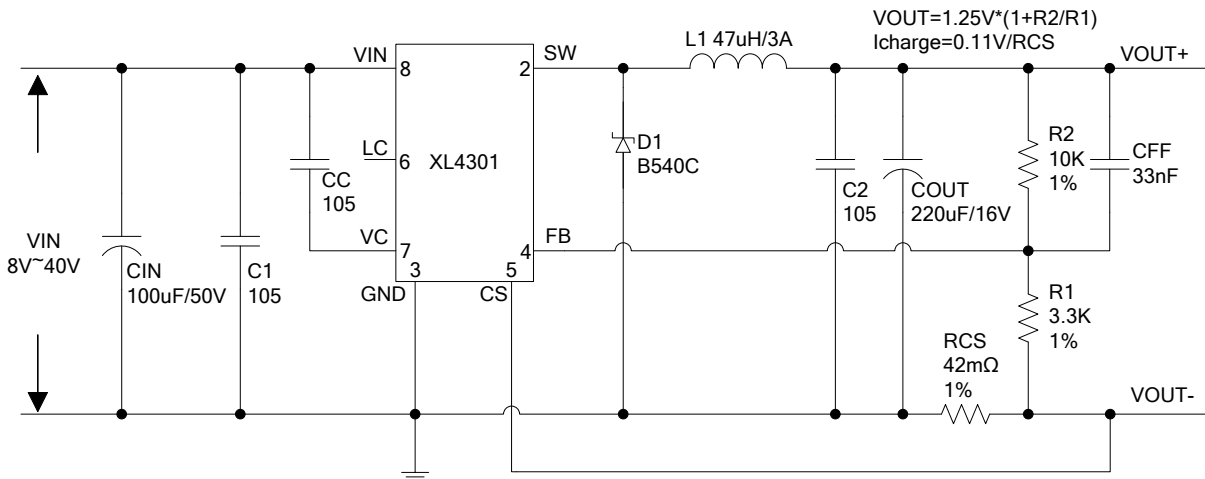 VOUT=1.25V*(1+R2/R1)
Icharge=0.11V/RCS
L1 47uH/3A
VIN
SW
VOUT+
8
2
LC
6
XL4301
D1
B540C
R2
10K
1%
CFF
33nF
CC
105
C2
105
COUT
220uF/16V
VC
FB
7
4
VIN
8V~40V
CIN
100uF/50V
C1
105
3
5
GND
CS
R1
3.3K
1%
RCS
42mΩ
1%
VOUT-